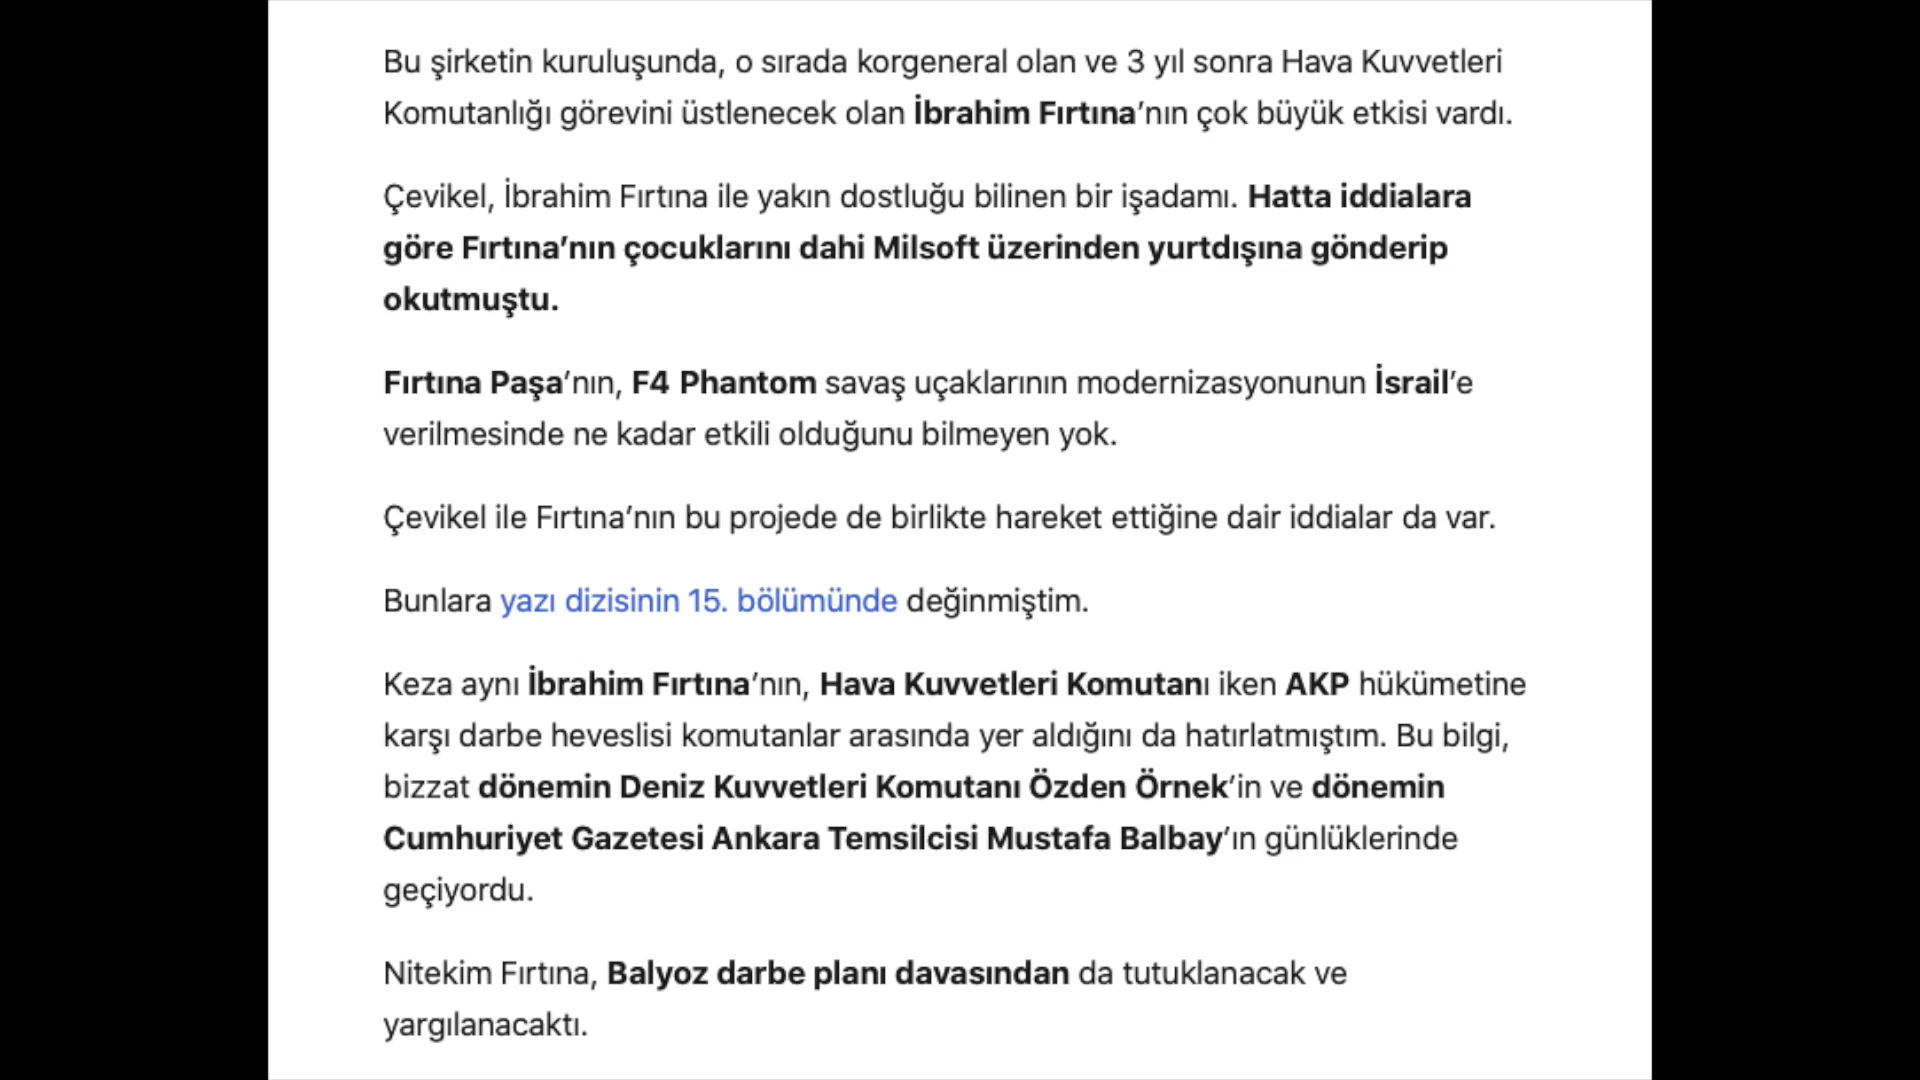 Bu şirketin kuruluşunda, o sırada korgeneral olan ve 3 yıl sonra Hava Kuvvetleri
Komutanlığı görevini üstlenecek olan İbrahim Fırtına’nın çok büyük etkisi vardı.
Çevikel, İbrahim Fırtına ile yakın dostluğu bilinen bir işadamı. Hatta iddialara
göre Fırtına’nın çocuklarını dahi Milsoft üzerinden yurtdışına gönderip
okutmuştu.
Fırtına Paşa’nın, F4 Phantom savaş uçaklarının modernizasyonunun İsrail’e
verilmesinde ne kadar etkili olduğunu bilmeyen yok.
Çevikel ile Fırtına’nın bu projede de birlikte hareket ettiğine dair iddialar da var.
Bunlara yazı dizisinin 15. bölümünde değinmiştim.
Keza aynı İbrahim Fırtına’nın, Hava Kuvvetleri Komutanı iken AKP hükümetine
karşı darbe heveslisi komutanlar arasında yer aldığını da hatırlatmıştım. Bu bilgi,
bizzat dönemin Deniz Kuvvetleri Komutanı Özden Örnek’in ve dönemin
Cumhuriyet Gazetesi Ankara Temsilcisi Mustafa Balbay’ın günlüklerinde
geçiyordu.
Nitekim Fırtına, Balyoz darbe planı davasından da tutuklanacak ve
yargılanacaktı.